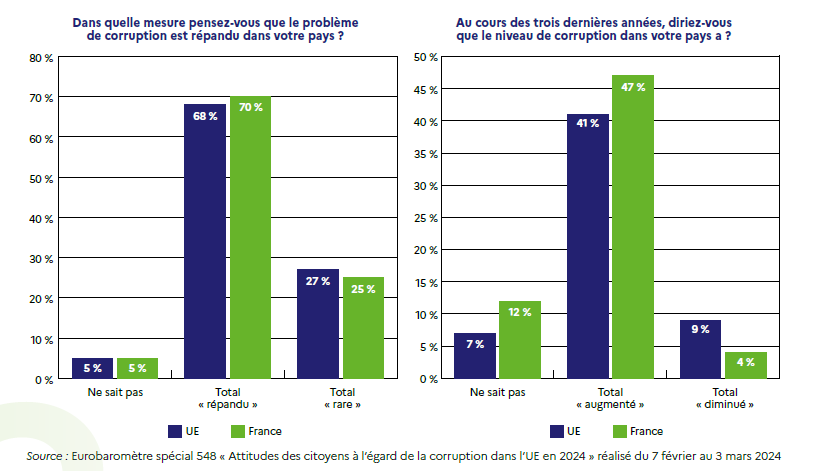 Dans quelle mesure pensez-vous que le problème
de corruption est répandu dans votre pays ?
80 %
70 %
60 %
50 %
40 %
30 %
20 %
10 %
0 %
5 %
5 %
68 %
70 %
27 %
25 %
Ne sait pas
Total
« répandu »
Total
« rare »
UE
France
Au cours des trois dernières années, diriez-vous
que le niveau de corruption dans votre pays a ?
50 %
45 %
40 %
35 %
30 %
25 %
20 %
15 %
10 %
5 %
0 %
7 %
12 %
41 %
47 %
9 %
4 %
Ne sait pas
Total
« augmenté »
Total
« diminué »
UE
France
Source : Eurobaromètre spécial 548 « Attitudes des citoyens à l’égard de la corruption dans l’UE en 2024 » réalisé du 7 février au 3 mars 2024